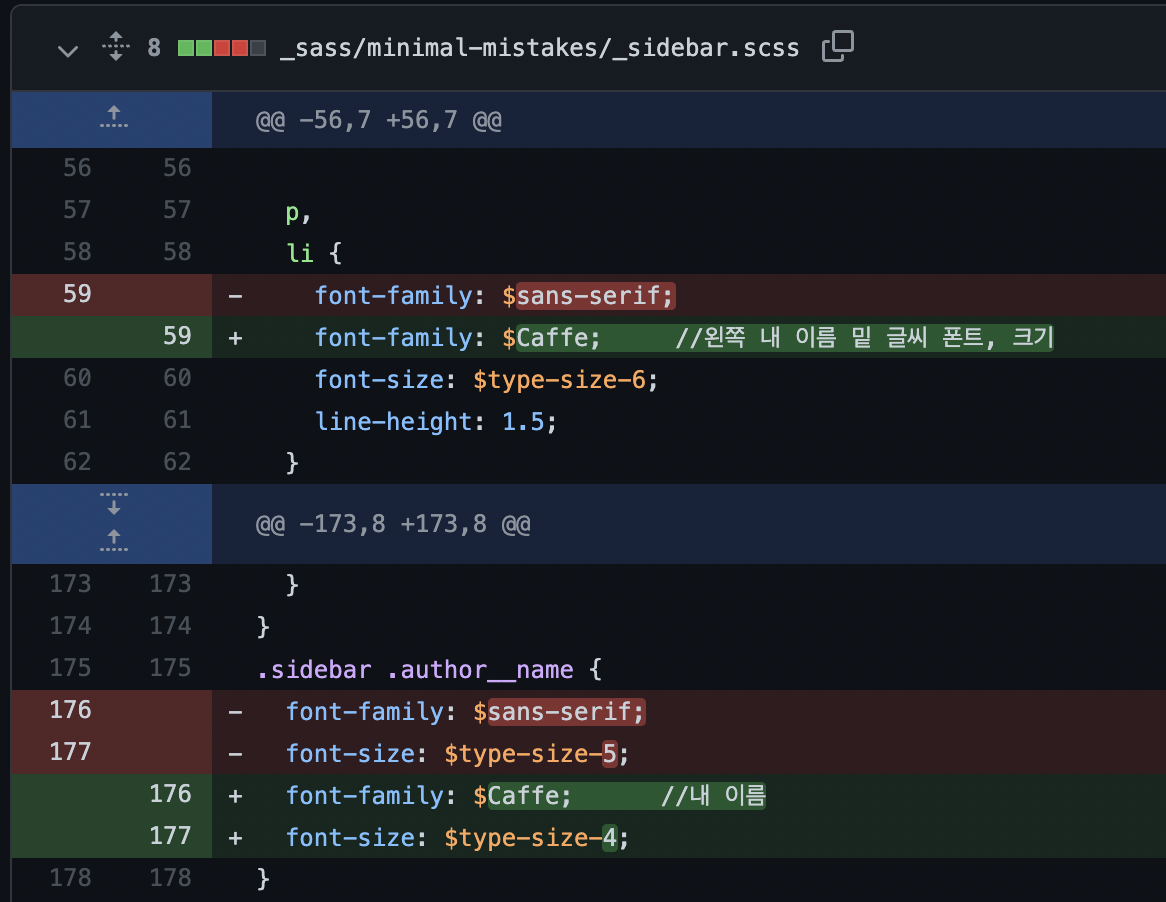 8 _sass/minimal-mistakes/_sidebar.scss
@@ -56,7 +56,7 @@
56 56
57 57 p,
58 58 li {
59 - font-family: $sans-serif;
59 + font-family: $Caffe; //왼쪽 내 이름 밑 글씨 폰트, 크기
60 60 font-size: $type-size-6;
61 61 line-height: 1.5;
62 62 }
@@ -173,8 +173,8 @@
173 173 }
174 174 }
175 175 .sidebar .author__name {
176 - font-family: $sans-serif;
177 - font-size: $type-size-5;
176 + font-family: $Caffe; //내 이름
177 + font-size: $type-size-4;
178 178 }